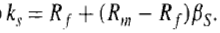 k_s = R_f + (R_m − R_f)β_S.